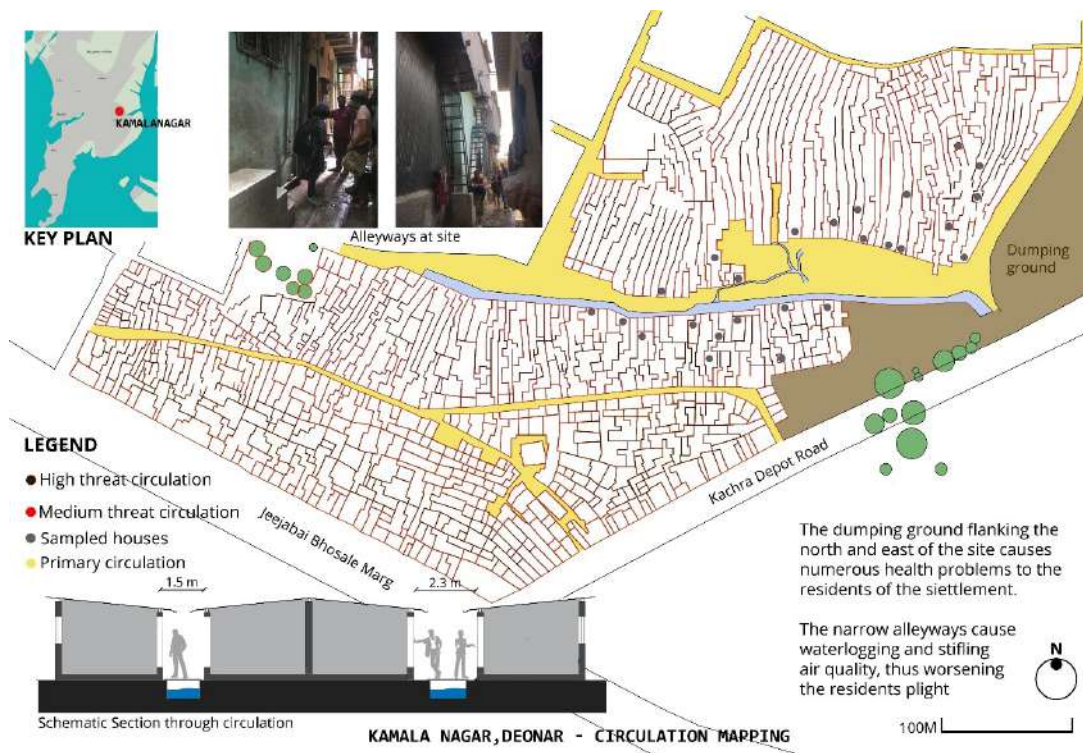 KAMALANAGAR
KEY PLAN
Alleyways at site
Dumping
ground
LEGEND
High threat circulation
Medium threat circulation
Sampled houses
Primary circulation
Jeejabai Bhosale Marg
Kachra Depot Road
1.5 m
2.3 m
Schematic Section through circulation
The dumping ground flanking the
north and east of the site causes
numerous health problems to the
residents of the siettlement.
The narrow alleyways cause
waterlogging and stifling
air quality, thus worsening
the residents plight
N
100M
KAMALA NAGAR,DEONAR - CIRCULATION MAPPING